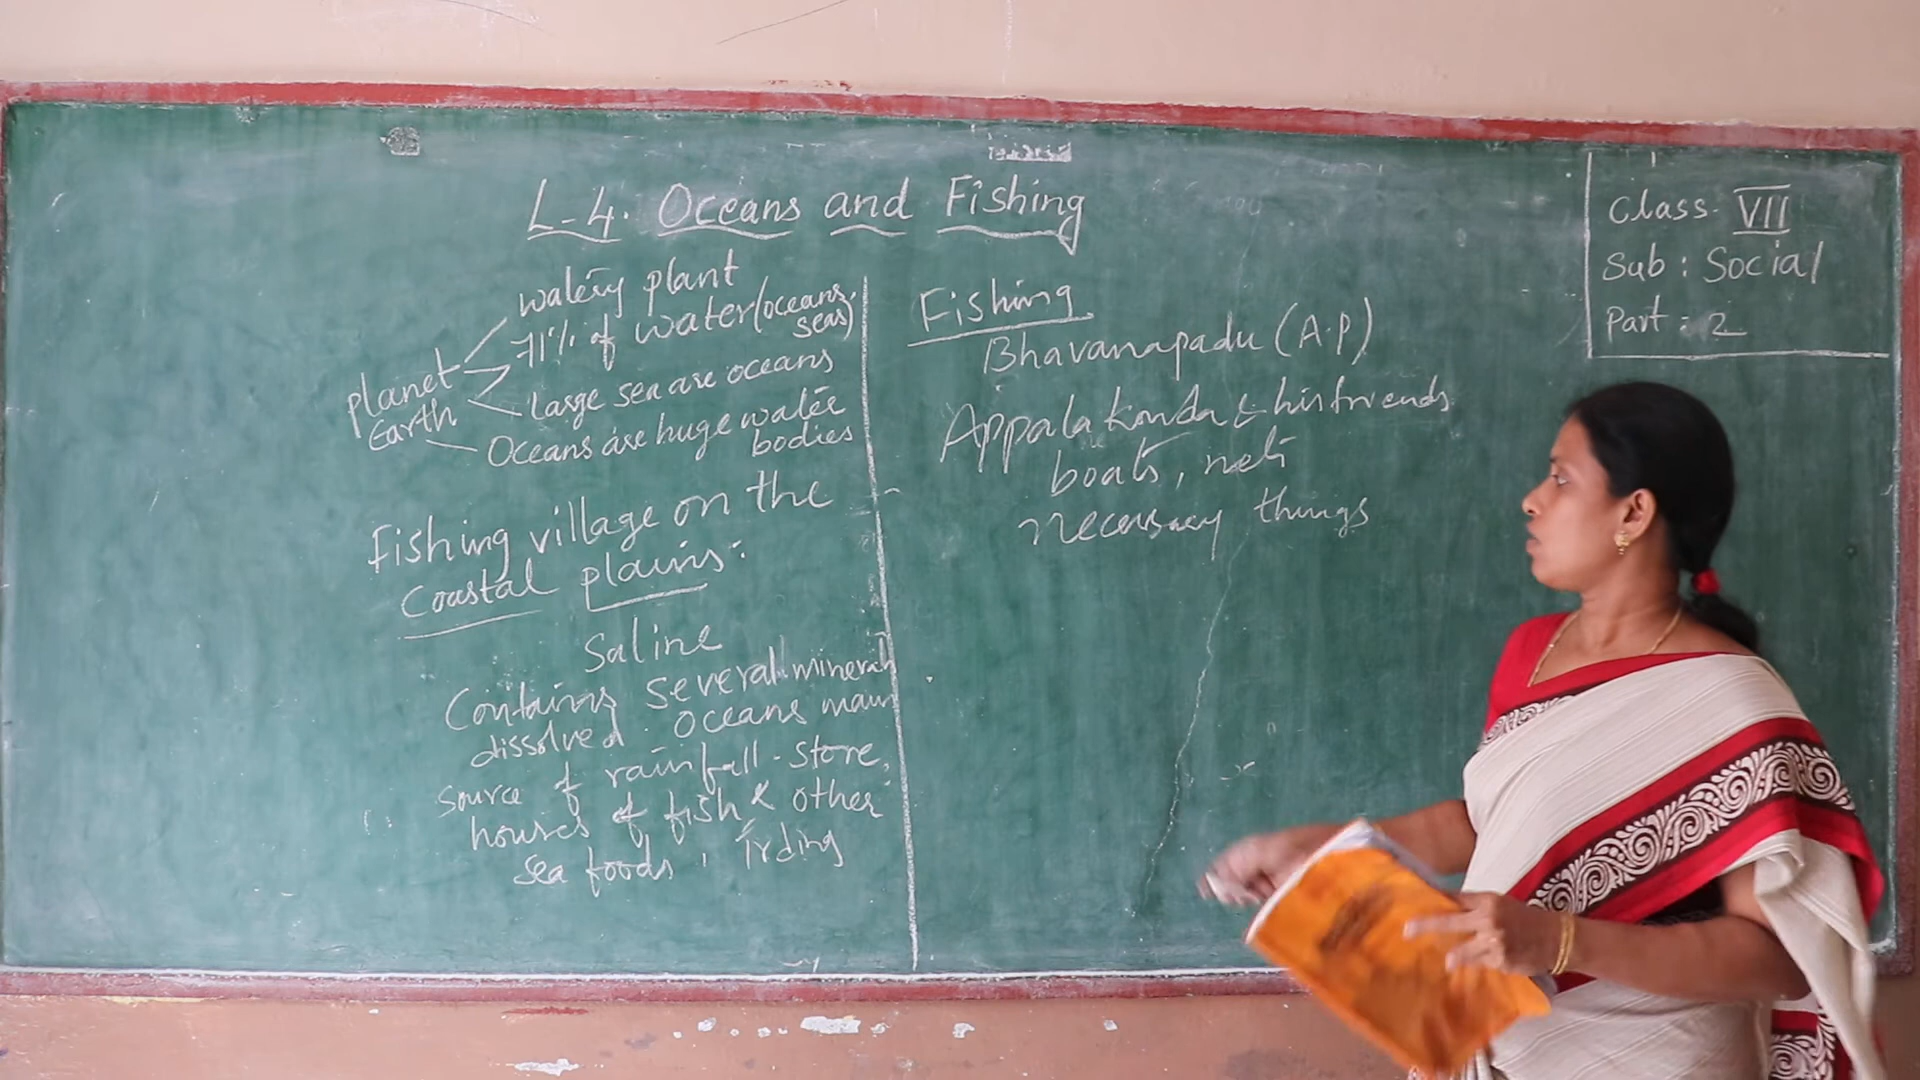 L-4. Oceans and Fishing
Class. VII
Sub : Social
Part : 2
watery plant
71% of water (oceans,
seas)
planet
Earth
Large sea are oceans
Oceans are huge water
bodies
Fishing village on the
Coastal plains:
Saline
Contains several minerals
dissolved. Oceans main
source of rainfall. Store,
houses of fish & other
sea foods, Trding
Fishing
Bhavanapadu (A.P)
Appala Konda & his friends
boats, nets
necessary things